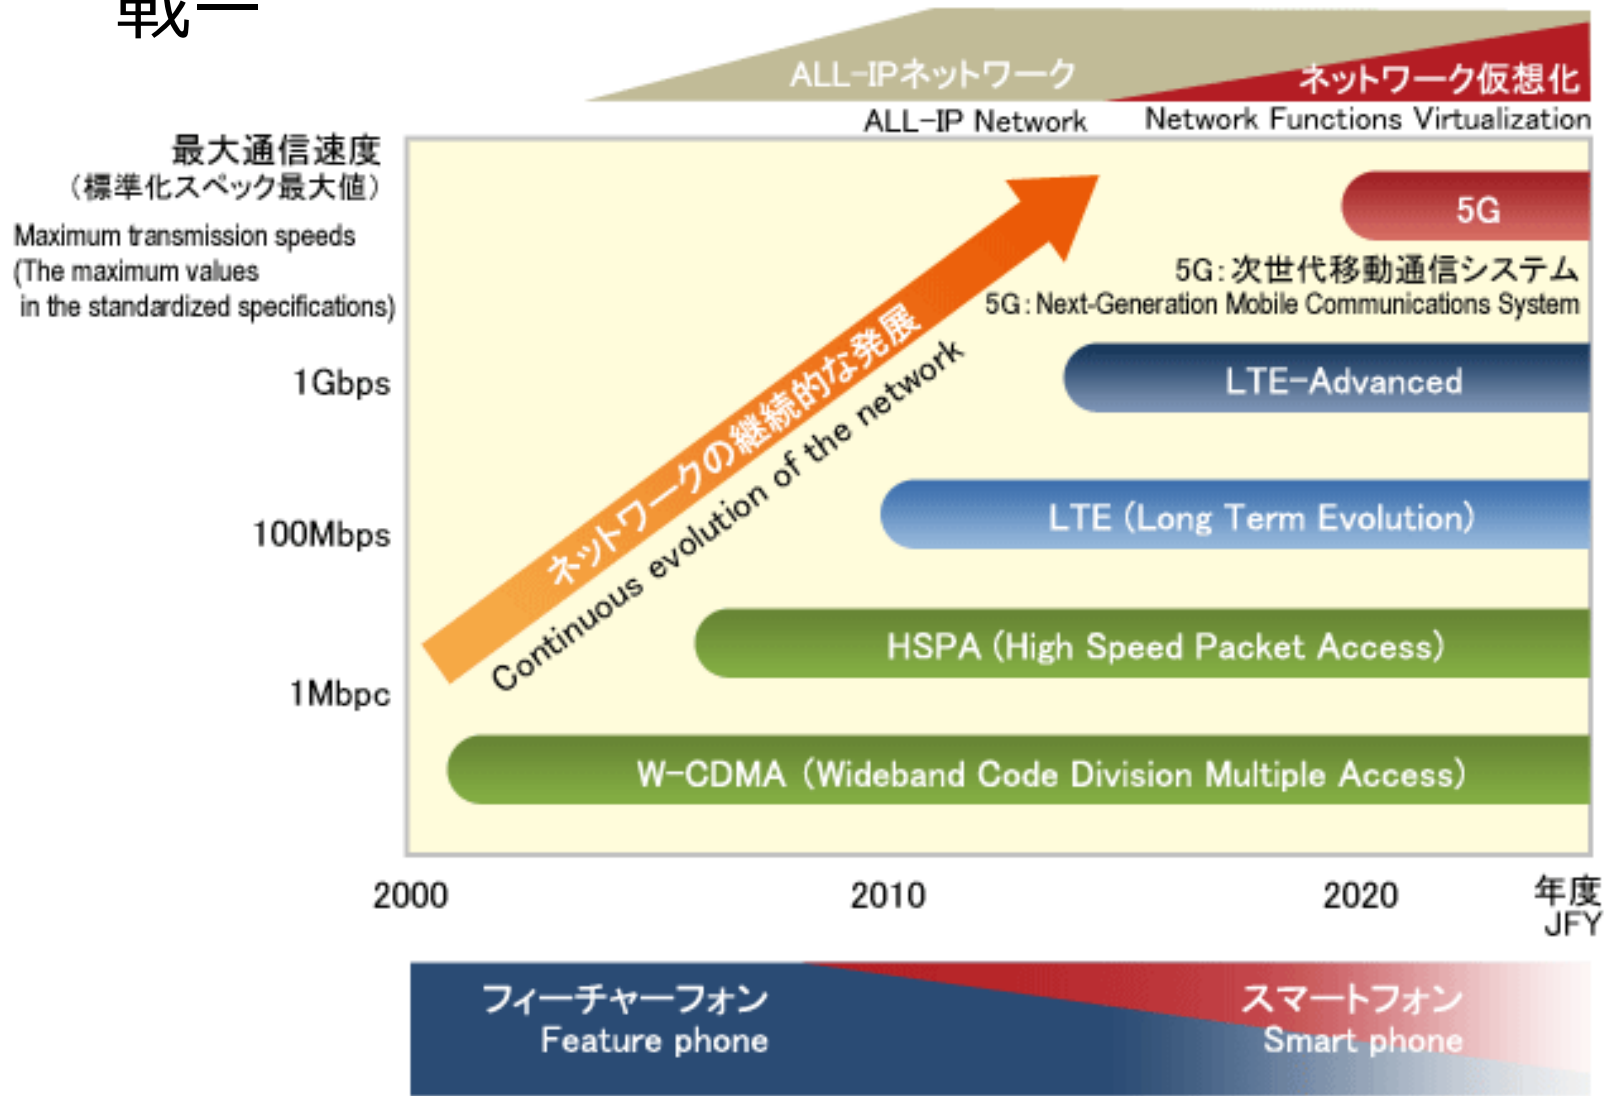 戦一
ALL-IPネットワーク
ネットワーク仮想化
ALL-IP Network
Network Functions Virtualization
最大通信速度
（標準化スペック最大値）
Maximum transmission speeds
(The maximum values
in the standardized specifications)
5G
5G：次世代移動通信システム
5G：Next-Generation Mobile Communications System
ネットワークの継続的な発展
Continuous evolution of the network
1Gbps
LTE-Advanced
100Mbps
LTE (Long Term Evolution)
HSPA (High Speed Packet Access)
1Mbpc
W-CDMA (Wideband Code Division Multiple Access)
2000
2010
2020
年度
JFY
フィーチャーフォン
Feature phone
スマートフォン
Smart phone